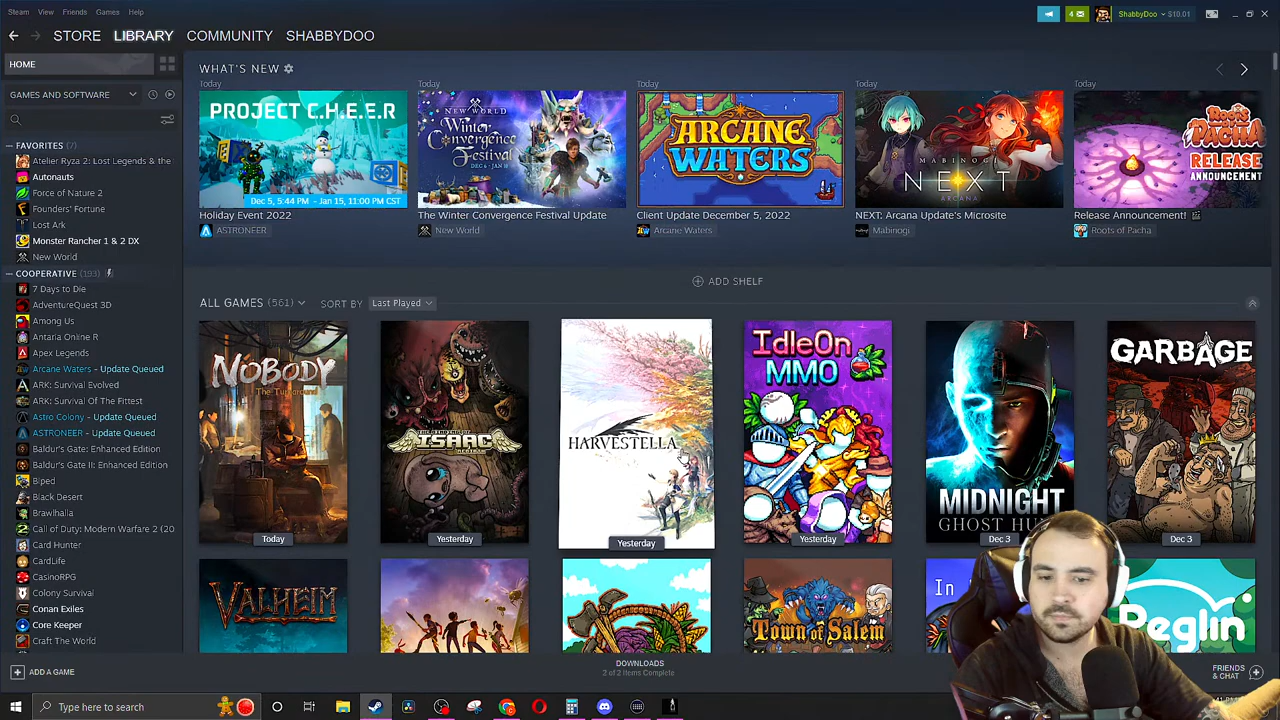 Steam View Friends Games Help
4 ShabbyDoo $10.01
STORE LIBRARY COMMUNITY SHABBYDOO
HOME
GAMES AND SOFTWARE
FAVORITES (7)
Atelier Ryza 2: Lost Legends & the
Autonauts
Force of Nature 2
Founders' Fortune
Lost Ark
Monster Rancher 1 & 2 DX
New World
COOPERATIVE (193)
7 Days to Die
AdventureQuest 3D
Among Us
Antaria Online R
Apex Legends
Arcane Waters - Update Queued
ARK: Survival Evolved
ARK: Survival Of The Fittest
Astro Colony - Update Queued
ASTRONEER - Update Queued
Baldur's Gate: Enhanced Edition
Baldur's Gate II: Enhanced Edition
Biped
Black Desert
Brawlhalla
Call of Duty: Modern Warfare 2 (20
Card Hunter
CardLife
CasinoRPG
Colony Survival
Conan Exiles
Core Keeper
Craft The World
ADD A GAME
WHAT'S NEW
Today
PROJECT C.H.E.E.R
Dec 5, 5:44 PM - Jan 15, 11:00 PM CST
Holiday Event 2022
ASTRONEER
Today
NEW WORLD
Winter
Convergence
FESTIVAL
DEC 6 - JAN 10
The Winter Convergence Festival Update
New World
Today
ARCANE
WATERS
Client Update December 5, 2022
Arcane Waters
Today
MABINOGI
NEXT
ARCANA
NEXT: Arcana Update's Microsite
Mabinogi
Today
Roots
of
PACHA
RELEASE
ANNOUNCEMENT
Release Announcement!
Roots of Pacha
ADD SHELF
ALL GAMES (561) SORT BY Last Played
NOBODY
The Turnaround
Today
THE BINDING OF
ISAAC
REBIRTH
Yesterday
HARVESTELLA
Yesterday
IDLEON
MMO
Yesterday
MIDNIGHT
GHOST HUN
Dec 3
GARBAGE
Dec 3
VALHEIM
Town of Salem
In
Peglin
DOWNLOADS
2 of 2 Items Complete
FRIENDS
& CHAT
Type here to search